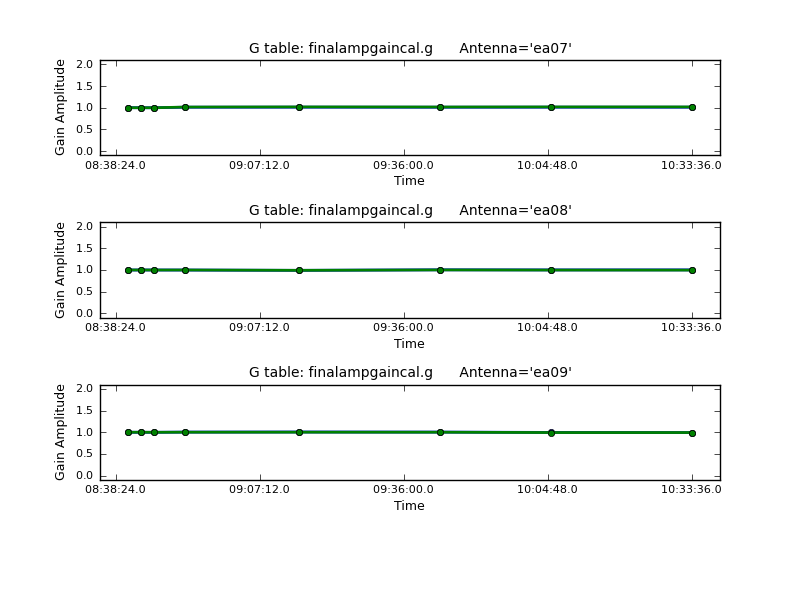 G table: finalampgaincal.g Antenna='ea07'
Gain Amplitude
2.0
1.5
1.0
0.5
0.0
08:38:24.0 09:07:12.0 09:36:00.0 10:04:48.0 10:33:36.0
Time
G table: finalampgaincal.g Antenna='ea08'
Gain Amplitude
2.0
1.5
1.0
0.5
0.0
08:38:24.0 09:07:12.0 09:36:00.0 10:04:48.0 10:33:36.0
Time
G table: finalampgaincal.g Antenna='ea09'
Gain Amplitude
2.0
1.5
1.0
0.5
0.0
08:38:24.0 09:07:12.0 09:36:00.0 10:04:48.0 10:33:36.0
Time